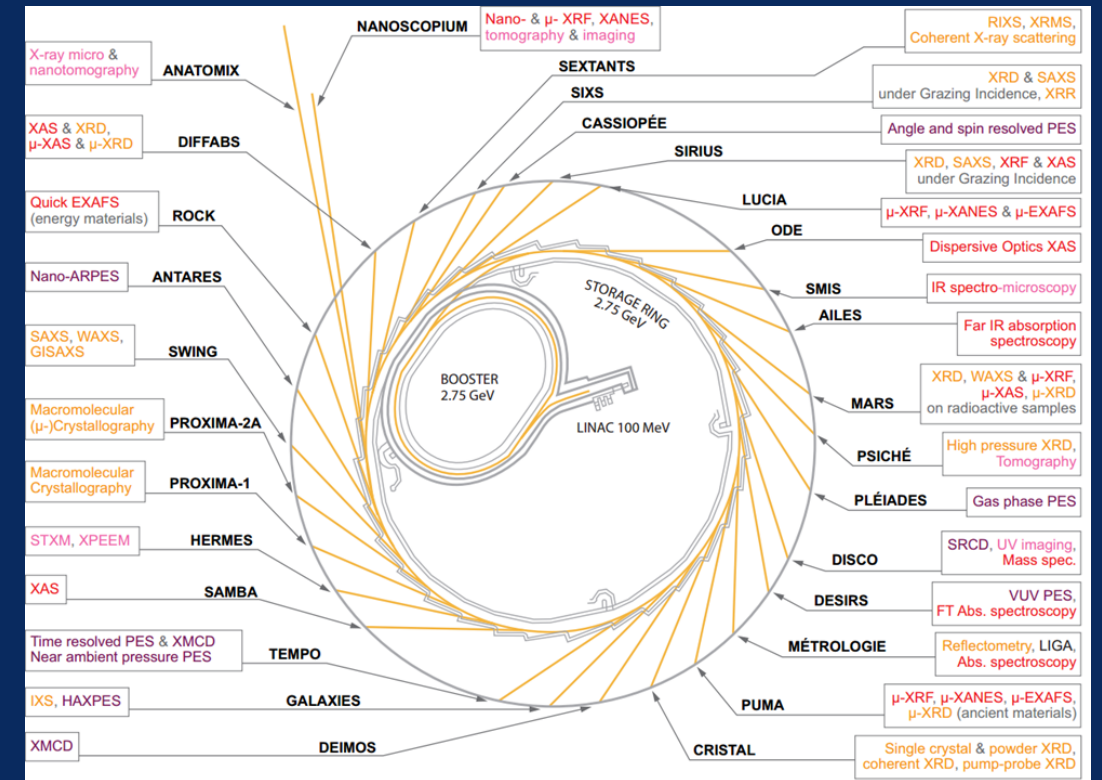 NANOSCOPIUM
Nano- & µ- XRF, XANES,
tomography & imaging
X-ray micro &
nanotomography
ANATOMIX
XAS & XRD,
µ-XAS & µ-XRD
DIFFABS
Quick EXAFS
(energy materials)
ROCK
Nano-ARPES
ANTARES
SAXS, WAXS,
GISAXS
SWING
Macromolecular
(µ-)Crystallography
PROXIMA-2A
Macromolecular
Crystallography
PROXIMA-1
STXM, XPEEM
HERMES
XAS
SAMBA
Time resolved PES & XMCD
Near ambient pressure PES
TEMPO
IXS, HAXPES
GALAXIES
XMCD
DEIMOS
STORAGE RING
2.75 GeV
BOOSTER
2.75 GeV
LINAC 100 MeV
SEXTANTS
RIXS, XRMS,
Coherent X-ray scattering
SIXS
XRD & SAXS
under Grazing Incidence, XRR
CASSIOPÉE
Angle and spin resolved PES
SIRIUS
XRD, SAXS, XRF & XAS
under Grazing Incidence
LUCIA
µ-XRF, µ-XANES & µ-EXAFS
ODE
Dispersive Optics XAS
SMIS
IR spectro-microscopy
AILES
Far IR absorption
spectroscopy
MARS
XRD, WAXS & µ-XRF,
µ-XAS, µ-XRD
on radioactive samples
PSICHÉ
High pressure XRD,
Tomography
PLÉIADES
Gas phase PES
DISCO
SRCD, UV imaging,
Mass spec.
DESIRS
VUV PES,
FT Abs. spectroscopy
MÉTROLOGIE
Reflectometry, LIGA,
Abs. spectroscopy
PUMA
µ-XRF, µ-XANES, µ-EXAFS,
µ-XRD (ancient materials)
CRISTAL
Single crystal & powder XRD,
coherent XRD, pump-probe XRD